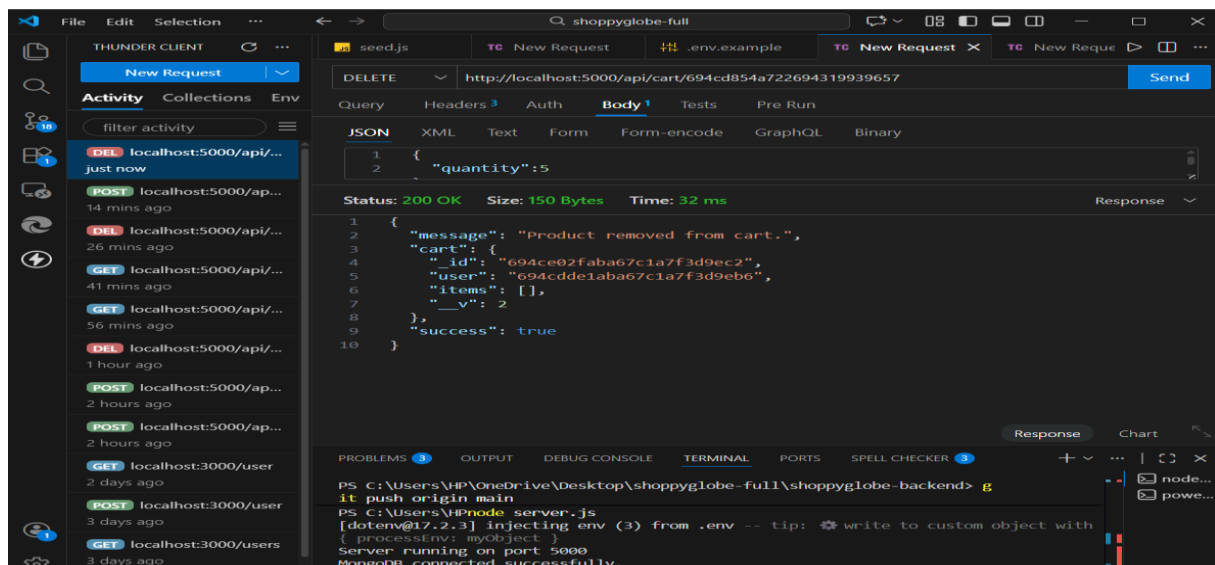 File Edit Selection ··· shoppyglobe-full
THUNDER CLIENT ···
New Request
Activity Collections Env
filter activity
DEL localhost:5000/api/...
just now
POST localhost:5000/ap...
14 mins ago
DEL localhost:5000/api/...
26 mins ago
GET localhost:5000/api/...
41 mins ago
GET localhost:5000/api/...
56 mins ago
DEL localhost:5000/api/...
1 hour ago
POST localhost:5000/ap...
2 hours ago
POST localhost:5000/ap...
2 hours ago
GET localhost:3000/user
2 days ago
POST localhost:3000/user
3 days ago
GET localhost:3000/users
3 days ago
18
1
1
JS seed.js TC New Request .env.example TC New Request TC New Reque ···
DELETE http://localhost:5000/api/cart/694cd854a722694319939657 Send
Query Headers 3 Auth Body 1 Tests Pre Run
JSON XML Text Form Form-encode GraphQL Binary
1 {
2 "quantity":5
Status: 200 OK Size: 150 Bytes Time: 32 ms Response
1 {
2 "message": "Product removed from cart.",
3 "cart": {
4 "_id": "694ce02faba67c1a7f3d9ec2",
5 "user": "694cdde1aba67c1a7f3d9eb6",
6 "items": [],
7 "__v": 2
8 },
9 "success": true
10 }
Response Chart
PROBLEMS 3 OUTPUT DEBUG CONSOLE TERMINAL PORTS SPELL CHECKER 3 ···
PS C:\Users\HP\OneDrive\Desktop\shoppyglobe-full\shoppyglobe-backend> g
it push origin main
PS C:\Users\HPnode server.js
[dotenv@17.2.3] injecting env (3) from .env -- tip: ⚙️ write to custom object with
{ processEnv: myObject }
Server running on port 5000
MongoDB connected successfully
node...
powe...